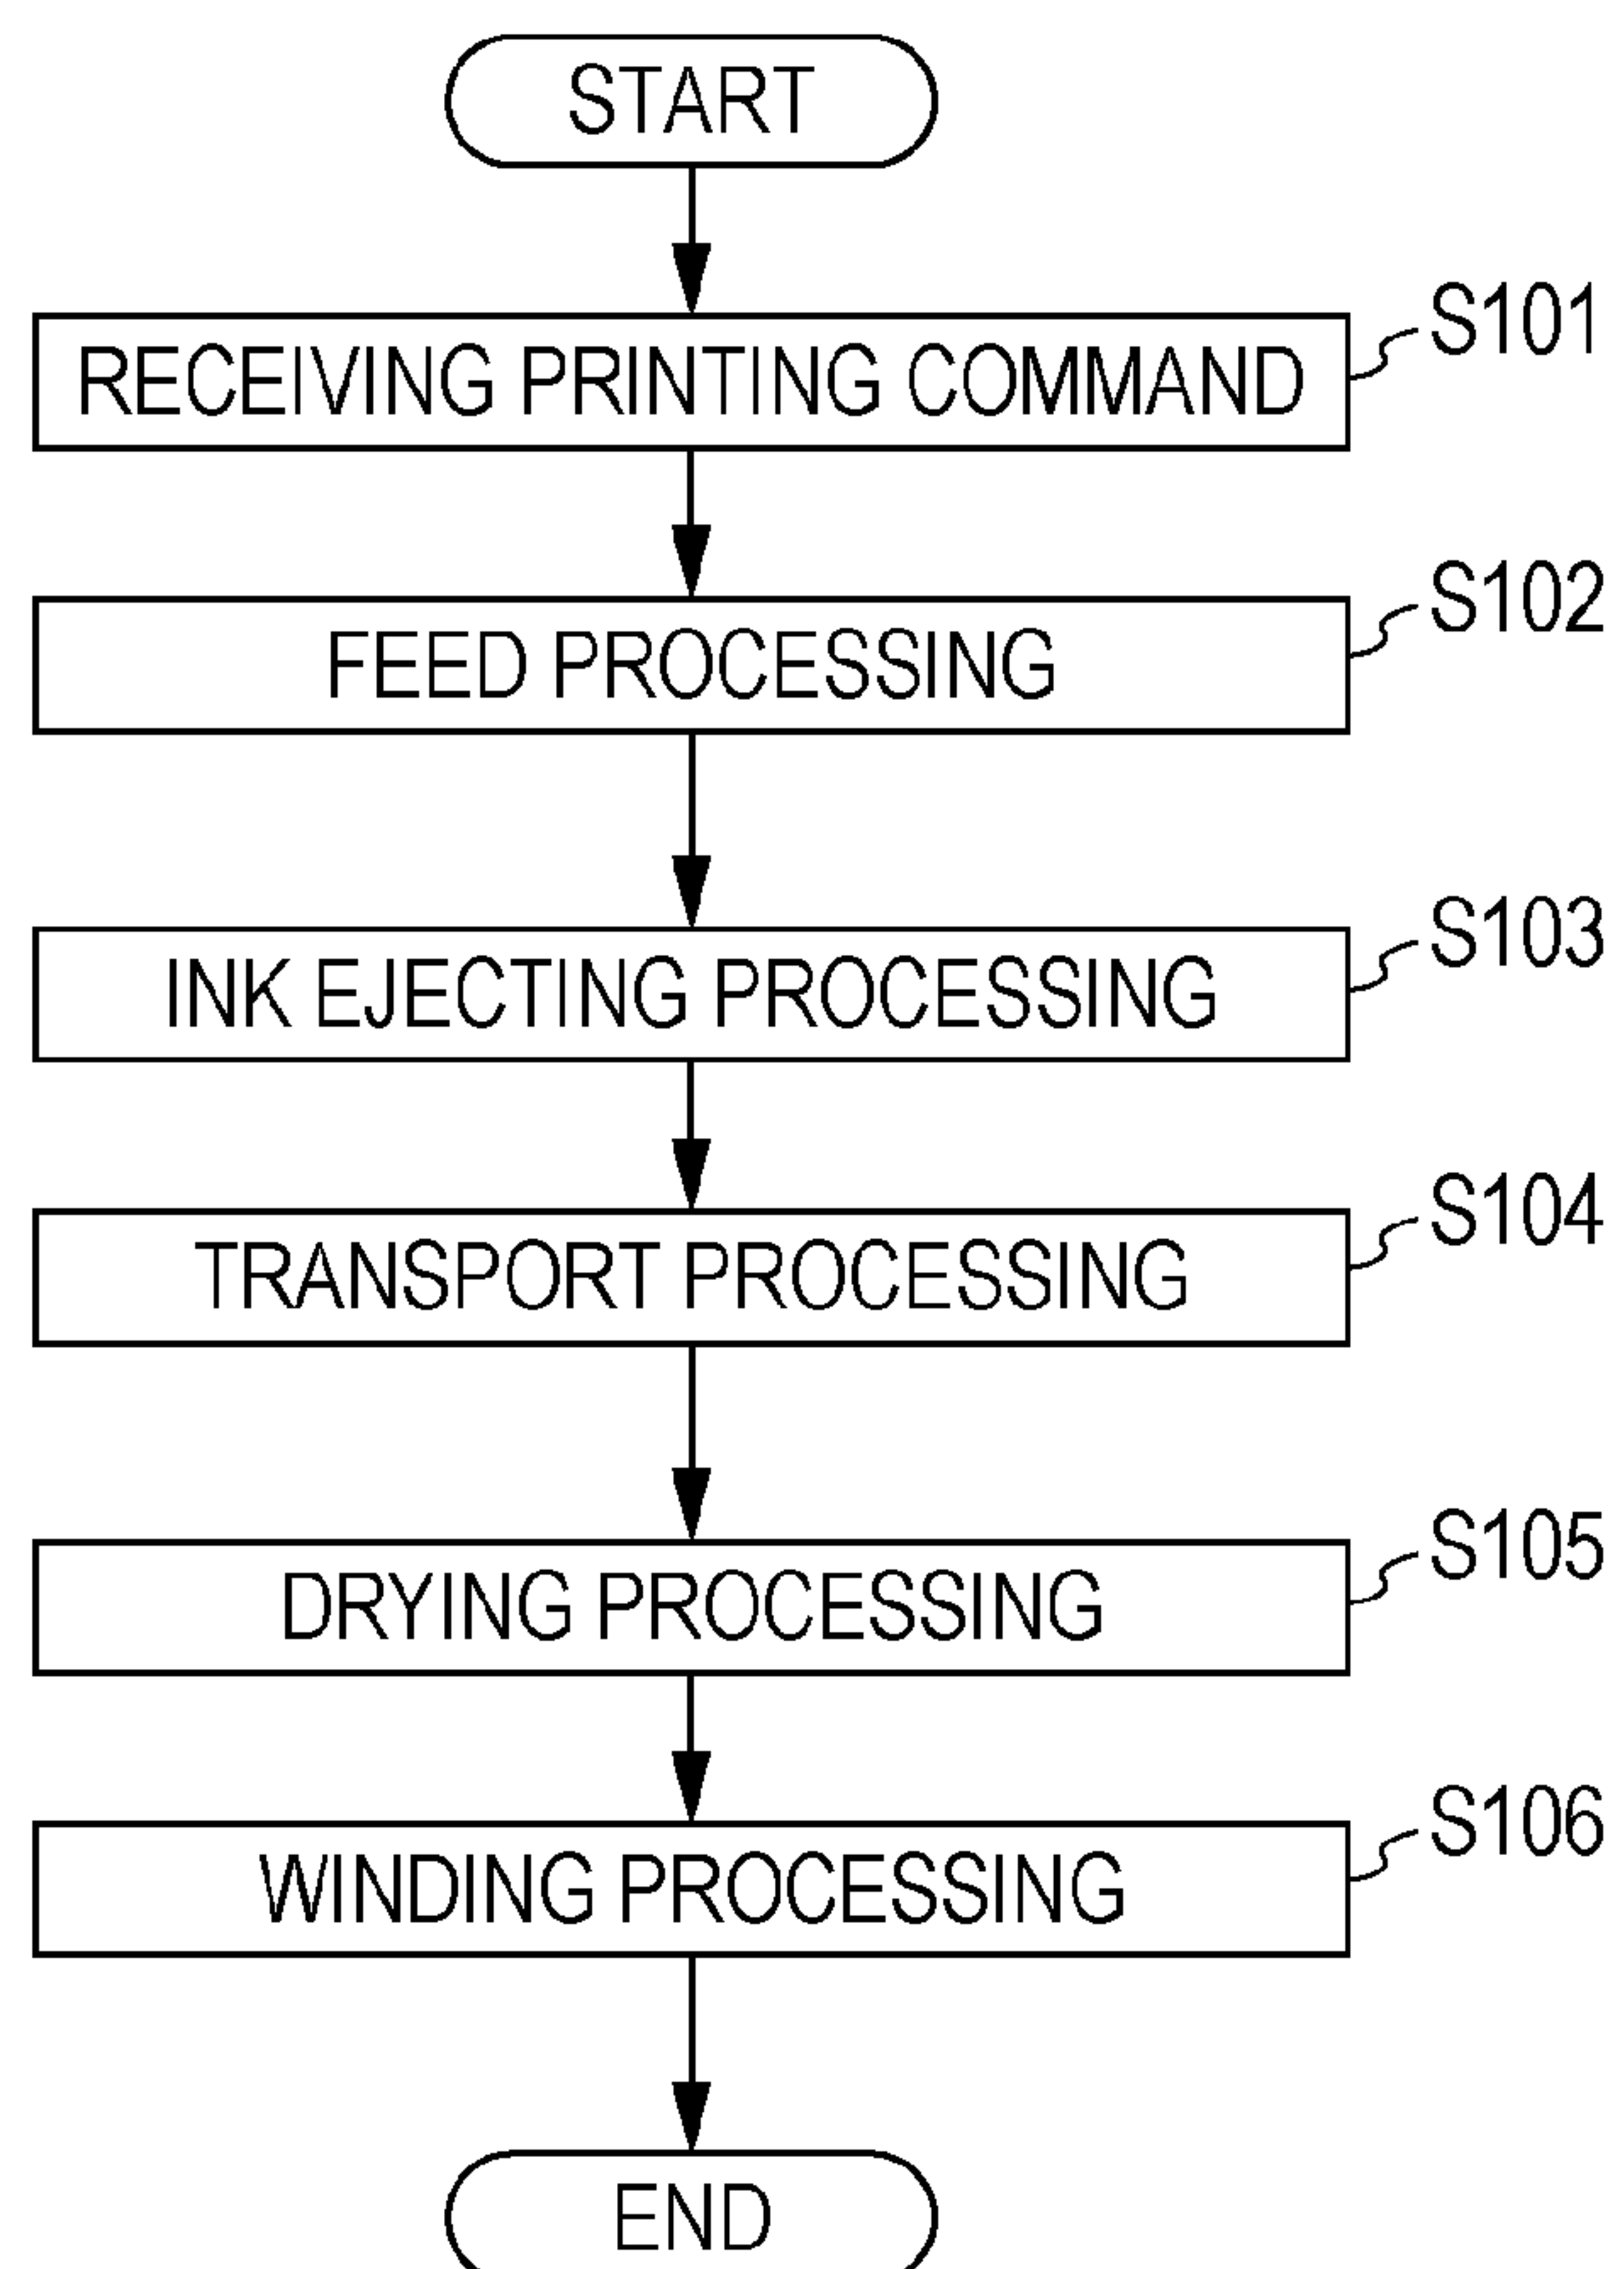 START
RECEIVING PRINTING COMMAND
S101
FEED PROCESSING
S102
INK EJECTING PROCESSING
S103
TRANSPORT PROCESSING
S104
DRYING PROCESSING
S105
WINDING PROCESSING
S106
END